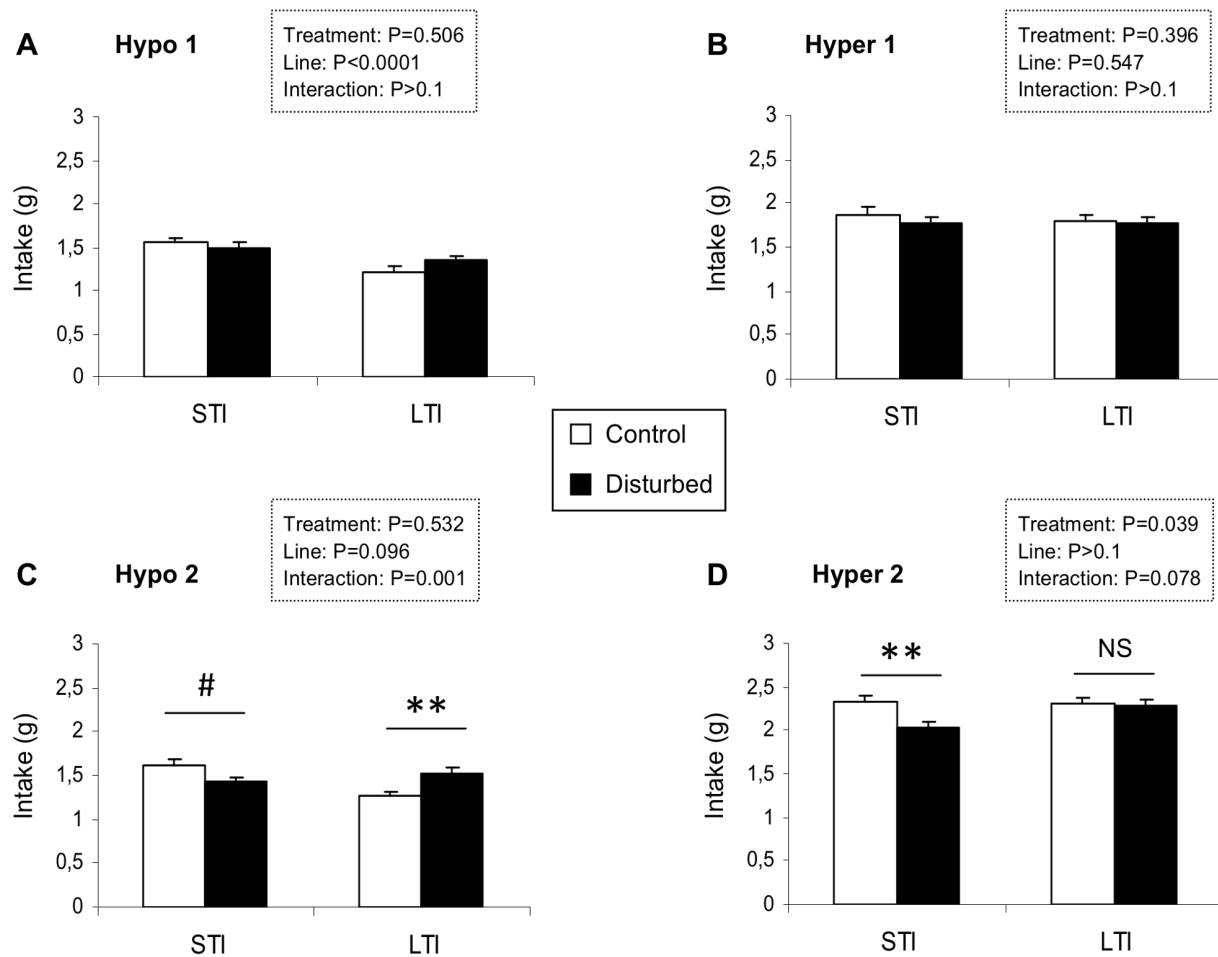 A Hypo 1
Treatment: P=0.506
Line: P<0.0001
Interaction: P>0.1
3
2,5
2
1,5
1
0,5
0
Intake (g)
STI LTI
B Hyper 1
Treatment: P=0.396
Line: P=0.547
Interaction: P>0.1
3
2,5
2
1,5
1
0,5
0
Intake (g)
STI LTI
Control
Disturbed
C Hypo 2
Treatment: P=0.532
Line: P=0.096
Interaction: P=0.001
3
2,5
2
1,5
1
0,5
0
Intake (g)
# **
STI LTI
D Hyper 2
Treatment: P=0.039
Line: P>0.1
Interaction: P=0.078
3
2,5
2
1,5
1
0,5
0
Intake (g)
** NS
STI LTI